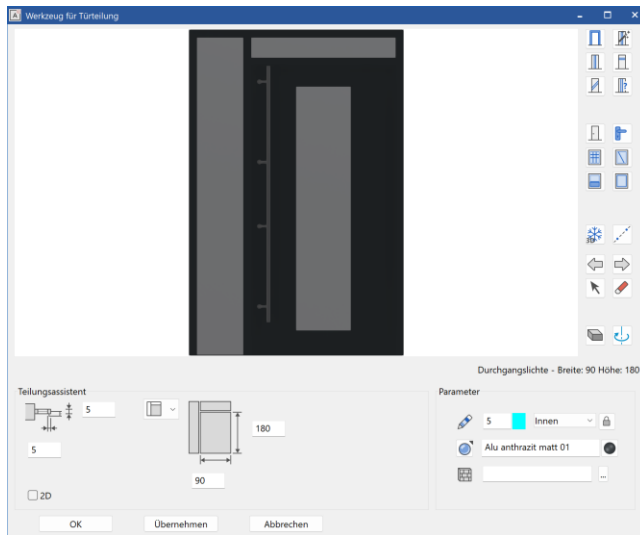 Werkzeug für Türteilung
Durchgangslichte - Breite: 90 Höhe: 180
Teilungsassistent
5
180
5
90
2D
OK
Übernehmen
Abbrechen
Parameter
5
Innen
Alu anthrazit matt 01
...